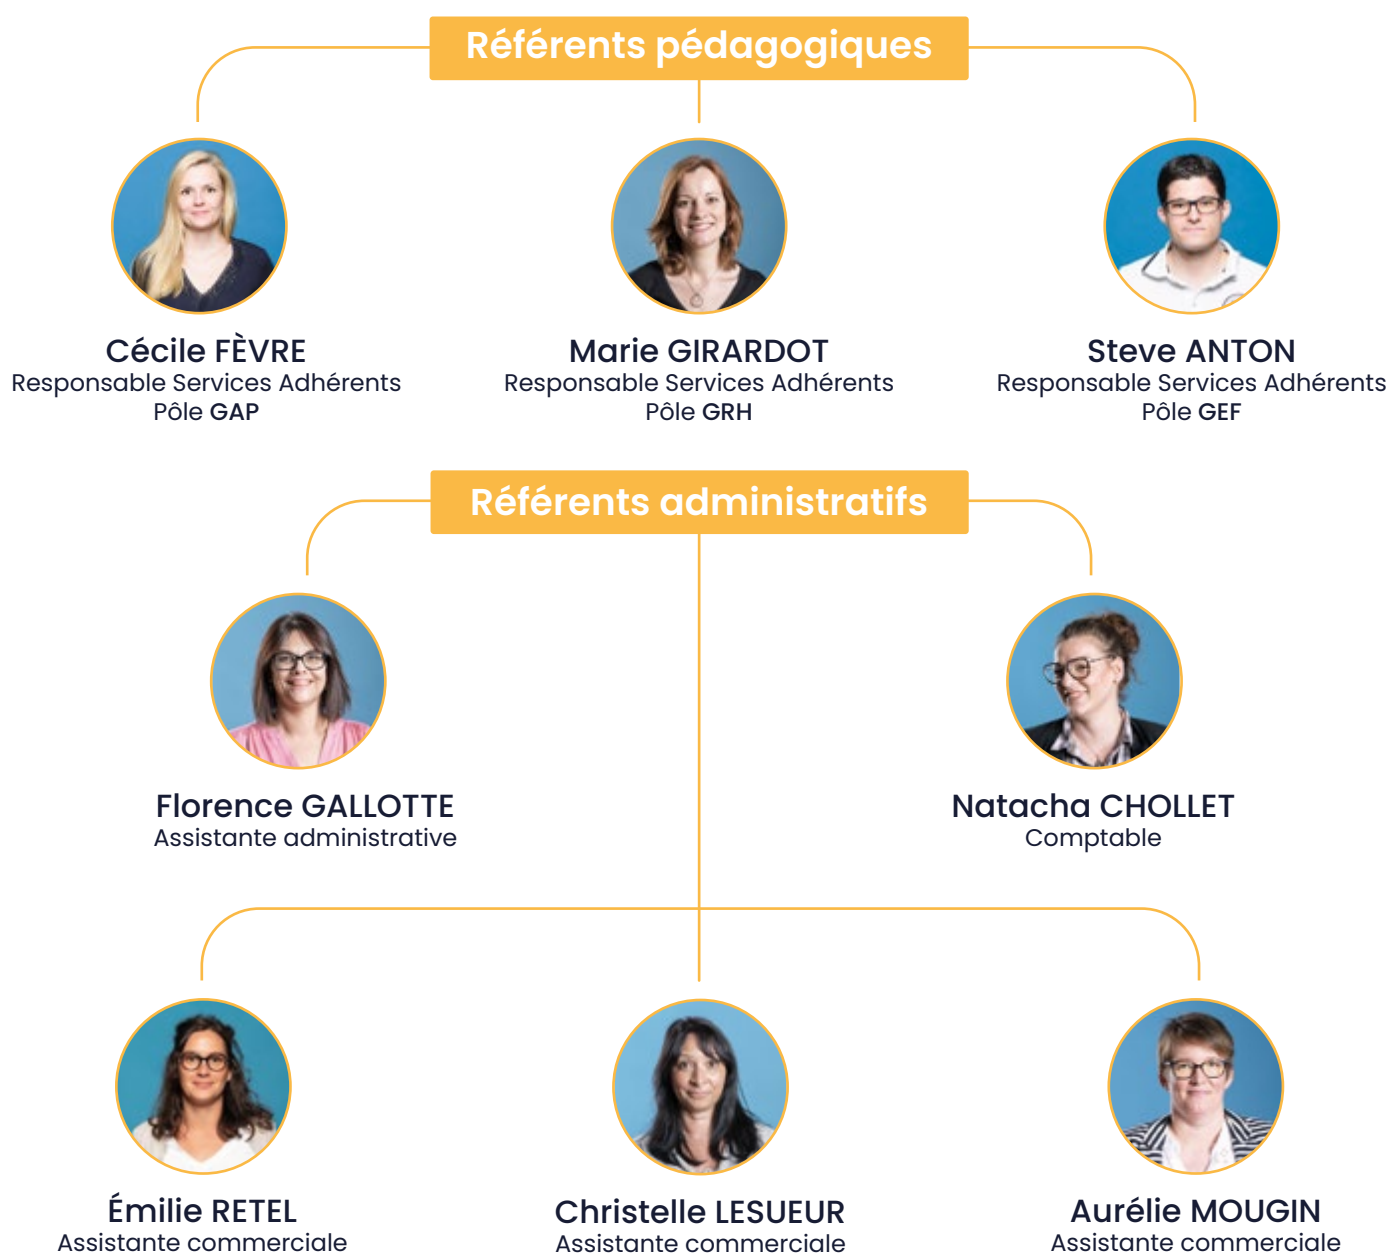 Référents pédagogiques
Cécile FÈVRE
Responsable Services Adhérents
Pôle GAP
Marie GIRARDOT
Responsable Services Adhérents
Pôle GRH
Steve ANTON
Responsable Services Adhérents
Pôle GEF
Référents administratifs
Florence GALLOTTE
Assistante administrative
Natacha CHOLLET
Comptable
Émilie RETEL
Assistante commerciale
Christelle LESUEUR
Assistante commerciale
Aurélie MOUGIN
Assistante commerciale